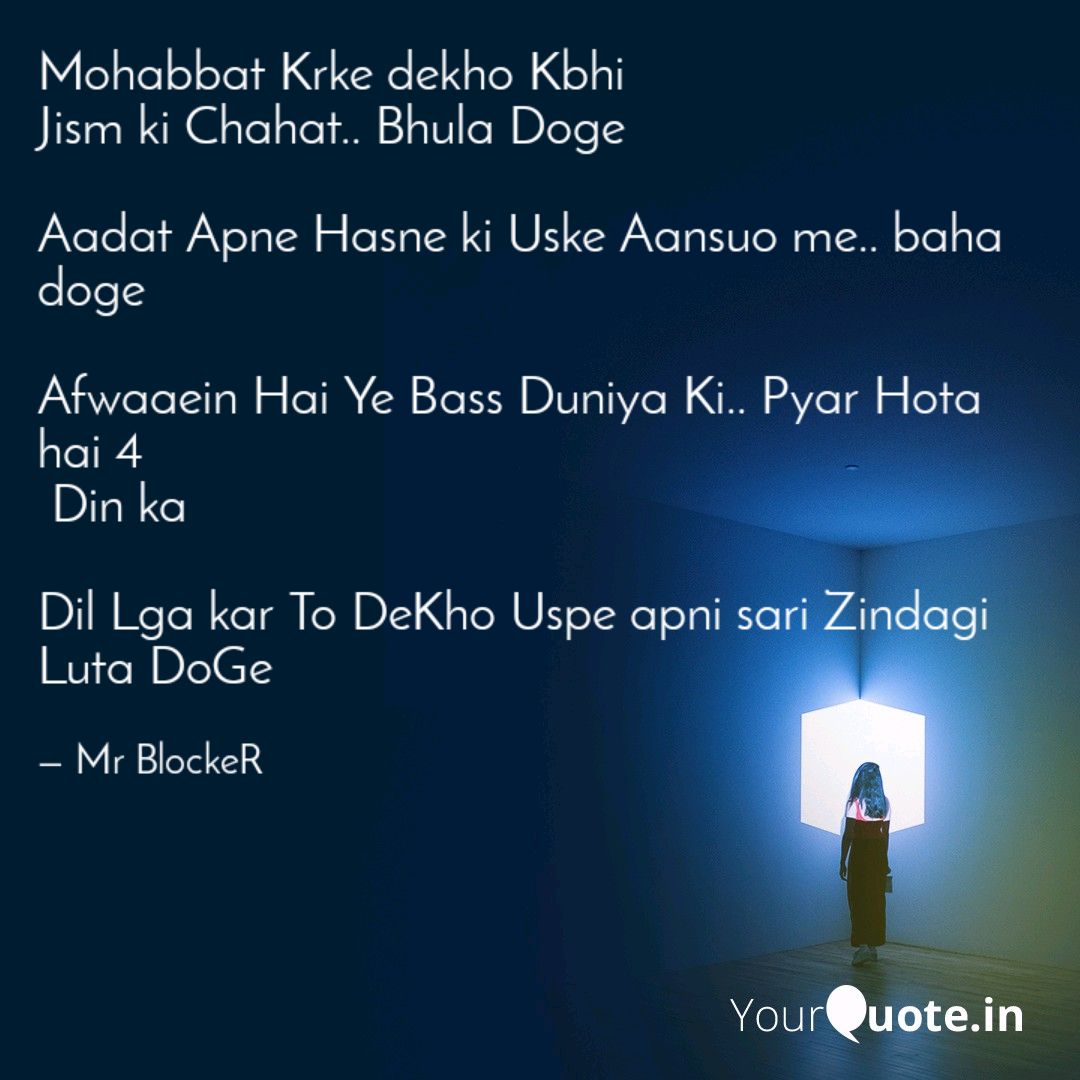 Mohabbat Krke dekho Kbhi
Jism ki Chahat.. Bhula Doge
Aadat Apne Hasne ki Uske Aansuo me.. baha
doge
Afwaaein Hai Ye Bass Duniya Ki.. Pyar Hota
hai 4
Din ka
Dil Lga kar To DeKho Uspe apni sari Zindagi
Luta DoGe
– Mr BlockeR
YourQuote.in